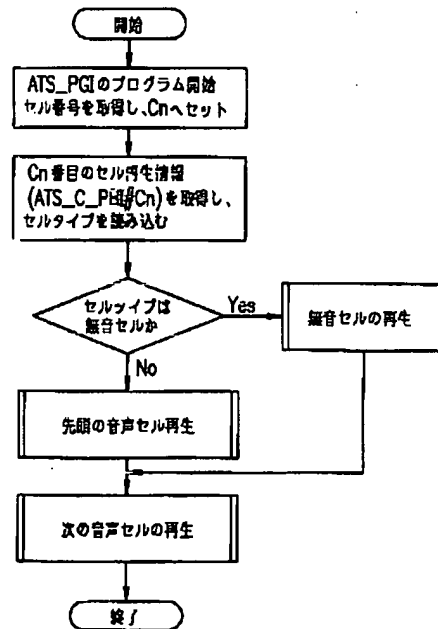 開始
ATS_PGIのプログラム開始
セル番号を取得し、Cnへセット
Cn番目のセル再生情報
(ATS_C_PBI#Cn)を取得し、
セルタイプを読み込む
セルタイプは
無音セルか
Yes
無音セルの再生
No
先頭の音声セル再生
次の音声セルの再生
終了